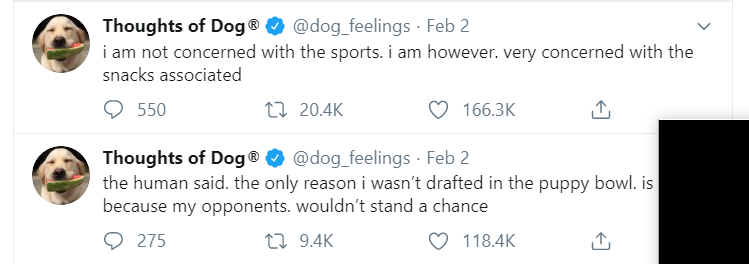 Thoughts of Dog® @dog_feelings · Feb 2
i am not concerned with the sports. i am however. very concerned with the
snacks associated
550 20.4K 166.3K
Thoughts of Dog® @dog_feelings · Feb 2
the human said. the only reason i wasn’t drafted in the puppy bowl. is
because my opponents. wouldn’t stand a chance
275 9.4K 118.4K